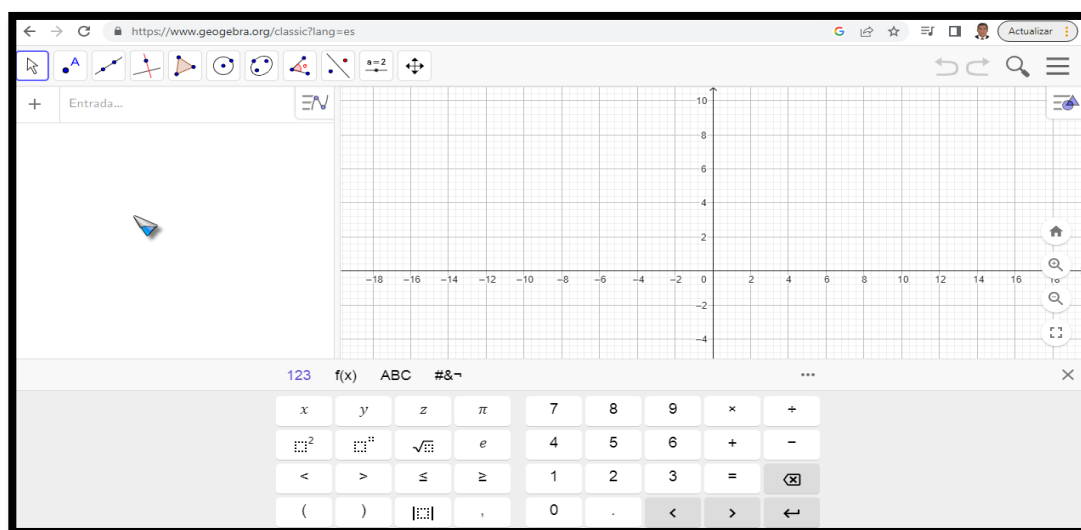 https://www.geogebra.org/classic?lang=es
G
Actualizar
A
a=2
+ Entrada...
10
8
6
4
2
−18 −16 −14 −12 −10 −8 −6 −4 −2 0 2 4 6 8 10 12 14 16 18
−2
−4
123 f(x) ABC #&¬ ...
x y z π 7 8 9 × ÷
2 √ e 4 5 6 + −
< > ≤ ≥ 1 2 3 =
( ) | | , 0 . < >